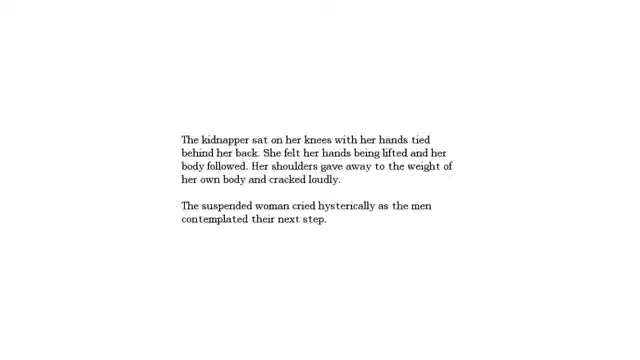 The kidnapper sat on her knees with her hands tied
behind her back. She felt her hands being lifted and her
body followed. Her shoulders gave away to the weight of
her own body and cracked loudly.
The suspended woman cried hysterically as the men
contemplated their next step.